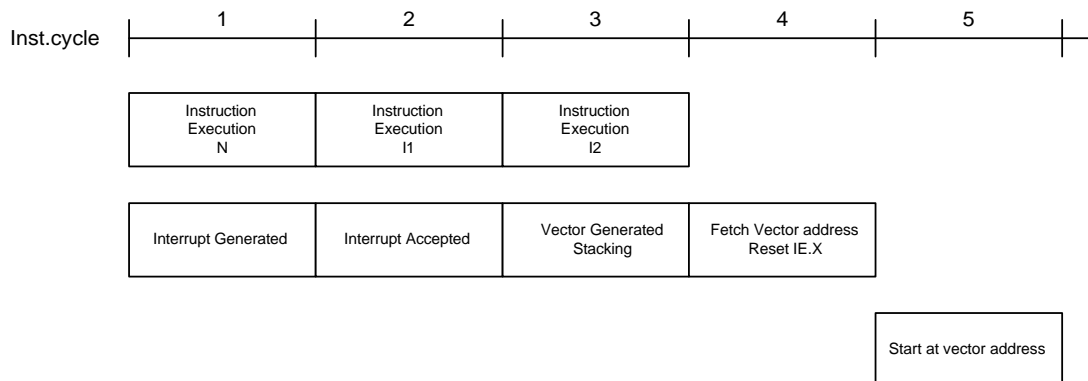 1 2 3 4 5
Inst.cycle
Instruction
Execution
N
Instruction
Execution
I1
Instruction
Execution
I2
Interrupt Generated
Interrupt Accepted
Vector Generated
Stacking
Fetch Vector address
Reset IE.X
Start at vector address